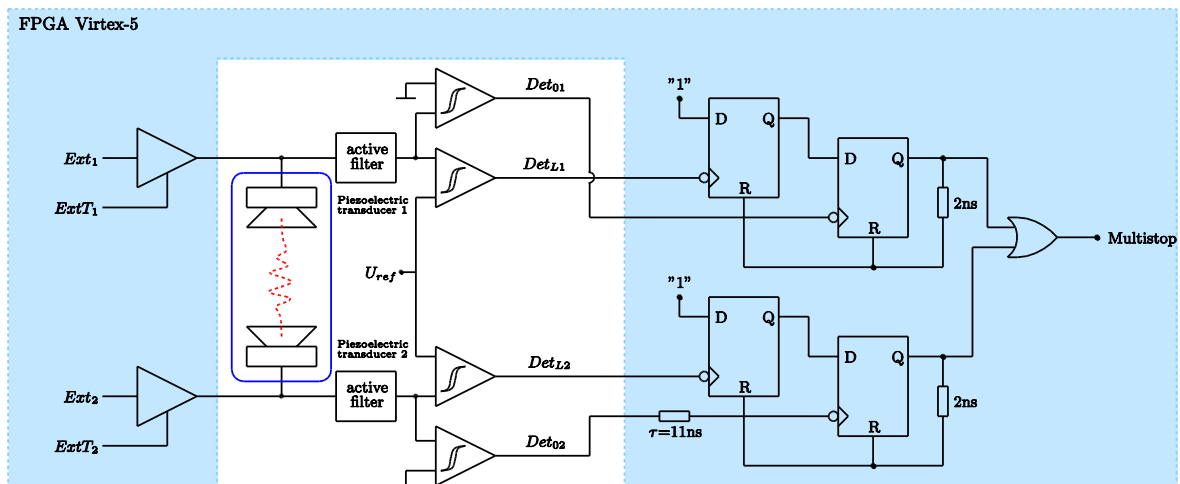 FPGA Virtex-5
Det01
"1"
D Q
active
filter
Ext1
D Q
DetL1
ExtT1
R
Piezoelectric
transducer 1
2ns
R
Multistop
Uref
"1"
D Q
Piezoelectric
transducer 2
D Q
DetL2
R
active
filter
Ext2
2ns
R
τ=11ns
Det02
ExtT2